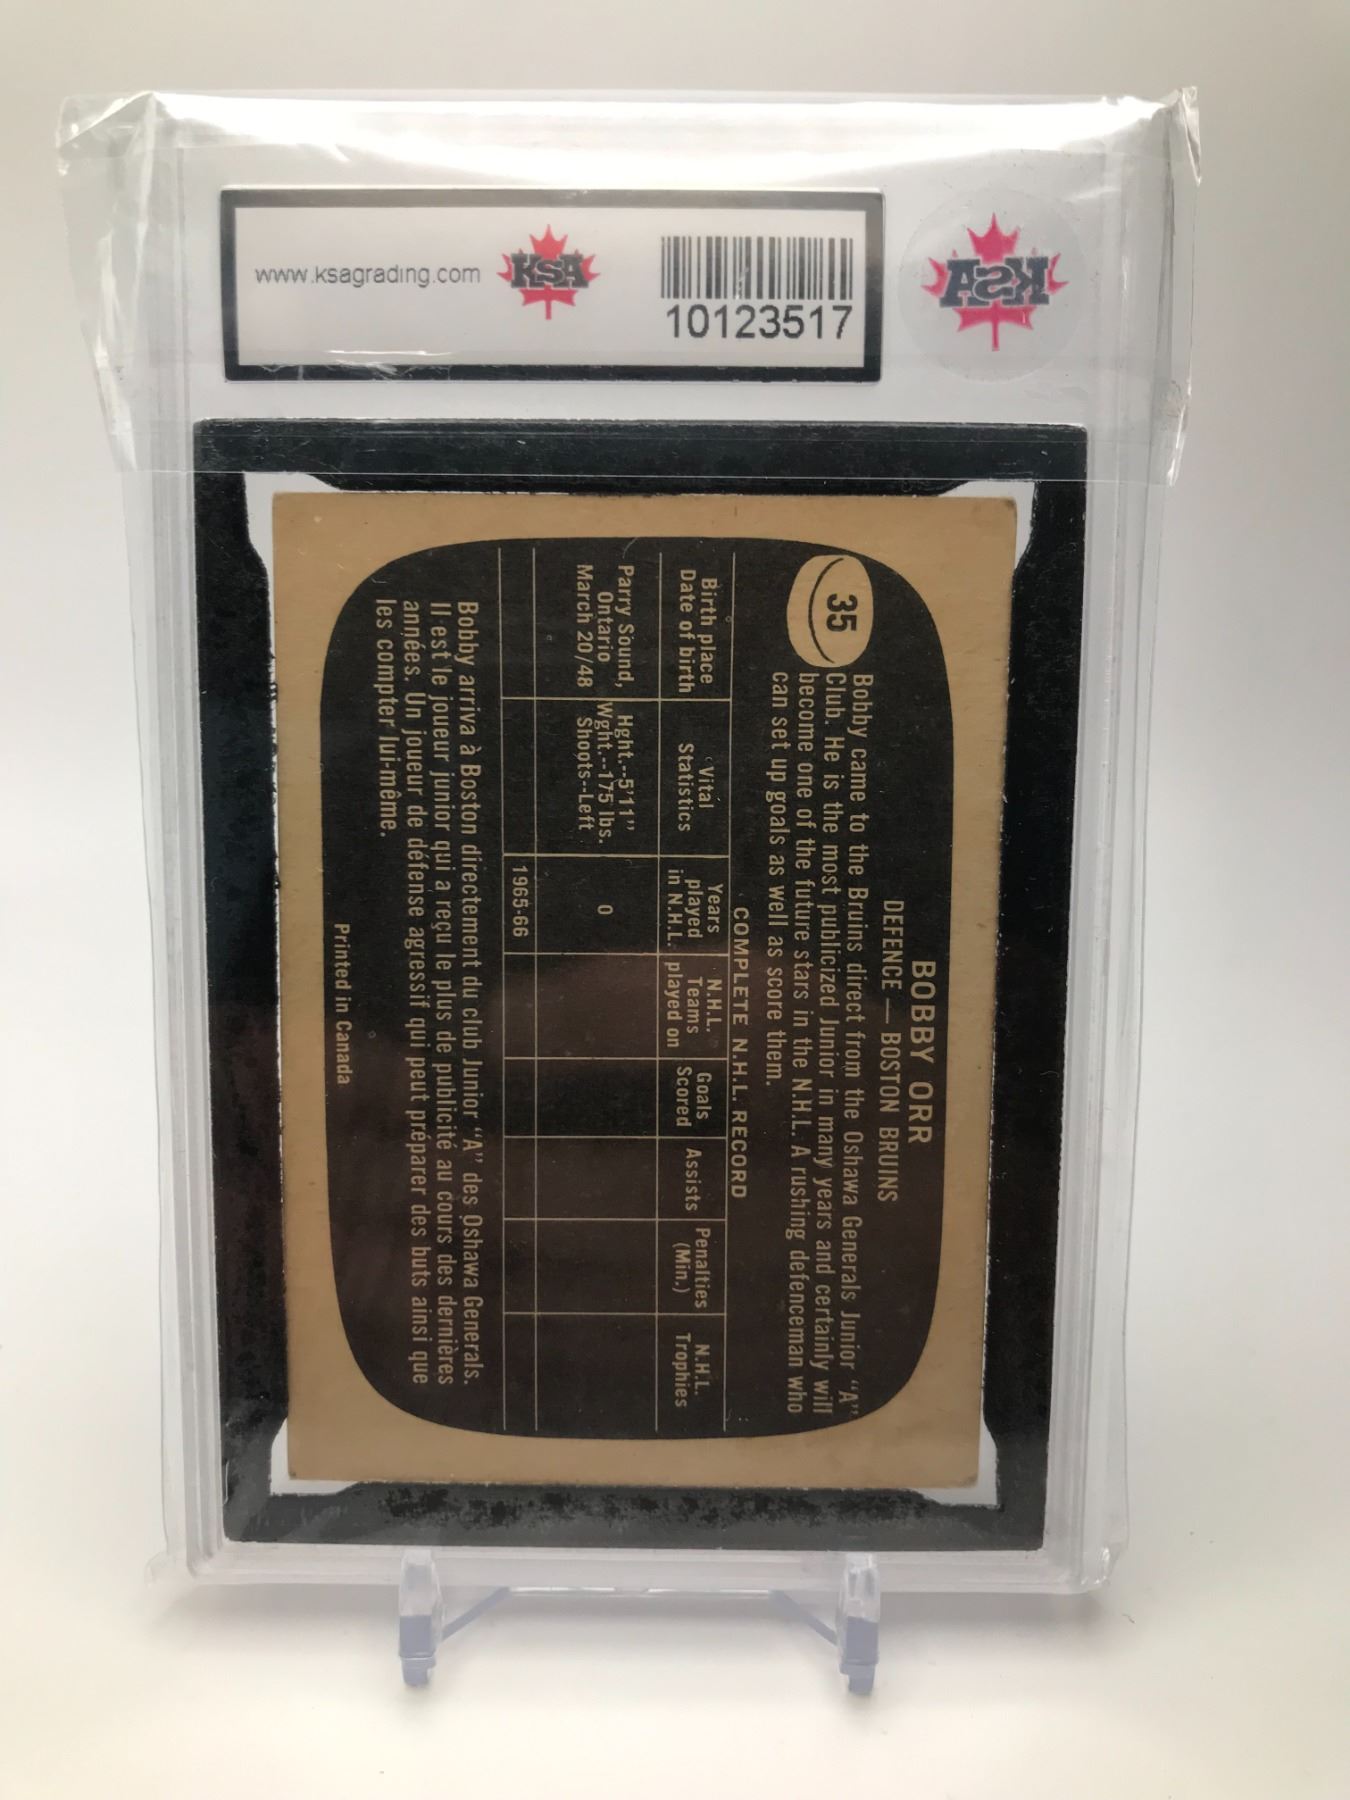 www.ksagrading.com
KSA
10123517
KSA
35
BOBBY ORR
DEFENCE — BOSTON BRUINS
Bobby came to the Bruins direct from the Oshawa Generals Junior "A"
Club. He is the most publicized Junior in many years and certainly will
become one of the future stars in the N.H.L. A rushing defenceman who
can set up goals as well as score them.
COMPLETE N.H.L. RECORD
Birth place
Date of birth
Vital
Statistics
Years
played
in N.H.L.
N.H.L.
Teams
played on
Goals
Scored
Assists
Penalties
(Min.)
N.H.L.
Trophies
Parry Sound,
Ontario
March 20/48
Hght.--5'11"
Wght.--175 lbs.
Shoots--Left
0
1965-66
Bobby arriva à Boston directement du club Junior "A" des Oshawa Generals.
Il est le joueur junior qui a reçu le plus de publicité au cours des dernières
années. Un joueur de défense agressif qui peut préparer des buts ainsi que
les compter lui-même.
Printed in Canada